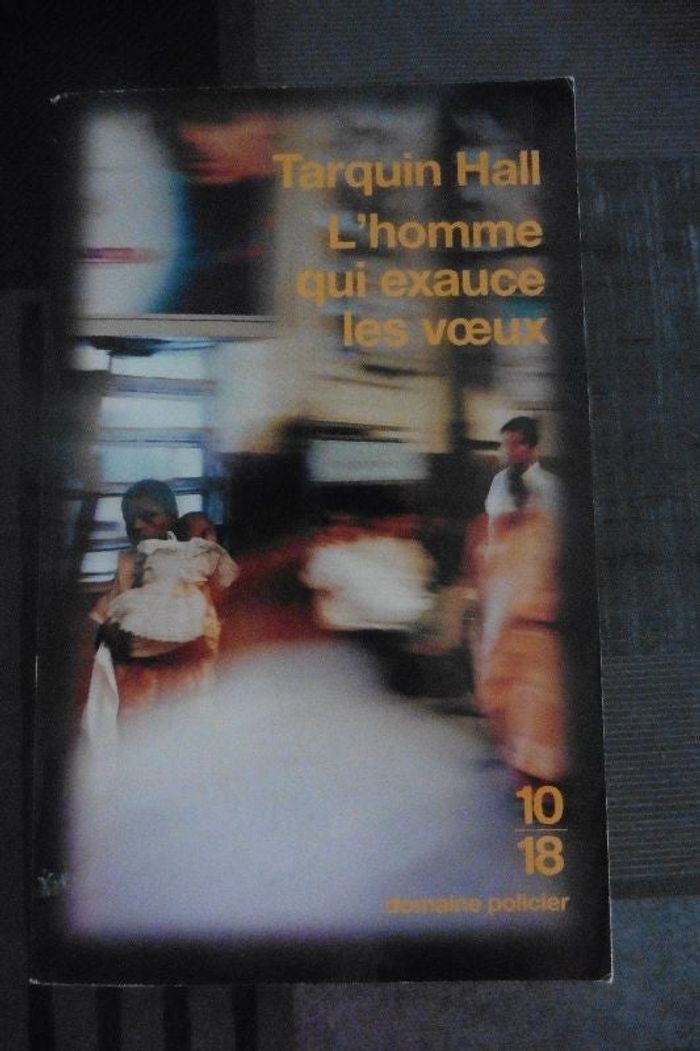 Tarquin Hall
L'homme
qui exauce
les vœux
10
18
domaine policier